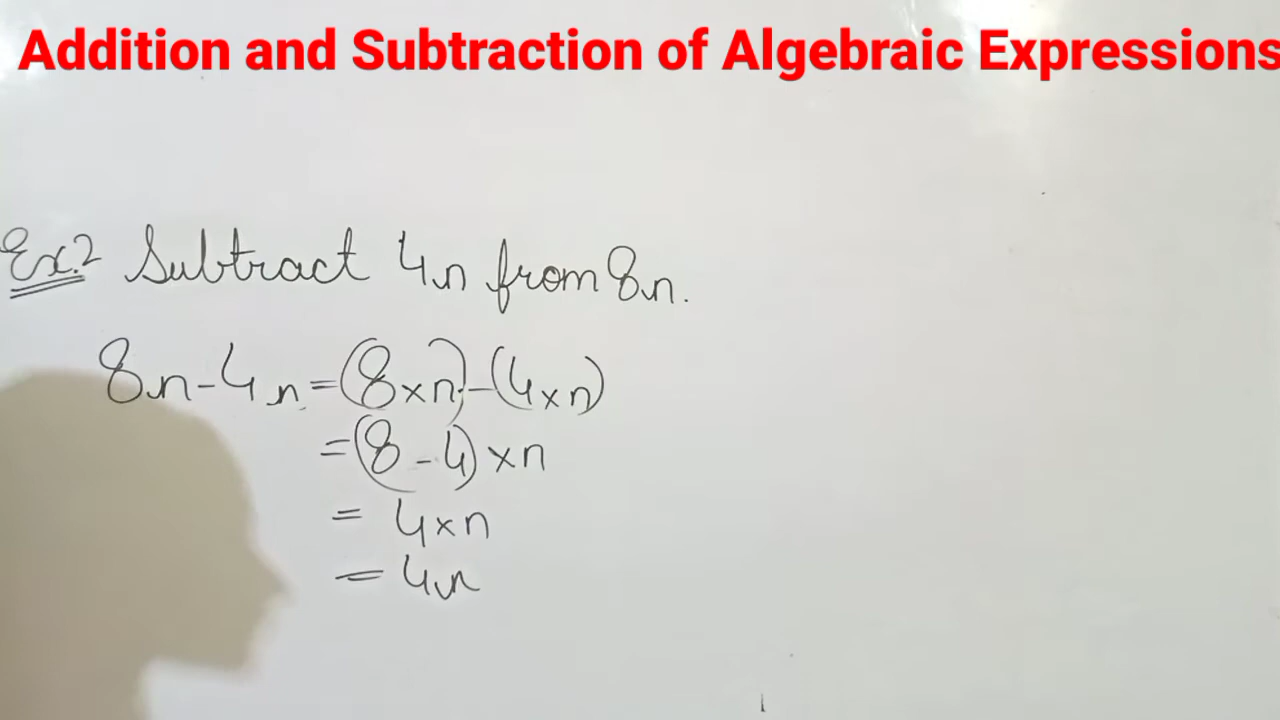 Addition and Subtraction of Algebraic Expressions
Ex.2 Subtract 4n from 8n.
8n-4n=(8×n)-(4×n)
=(8-4)×n
= 4×n
= 4n